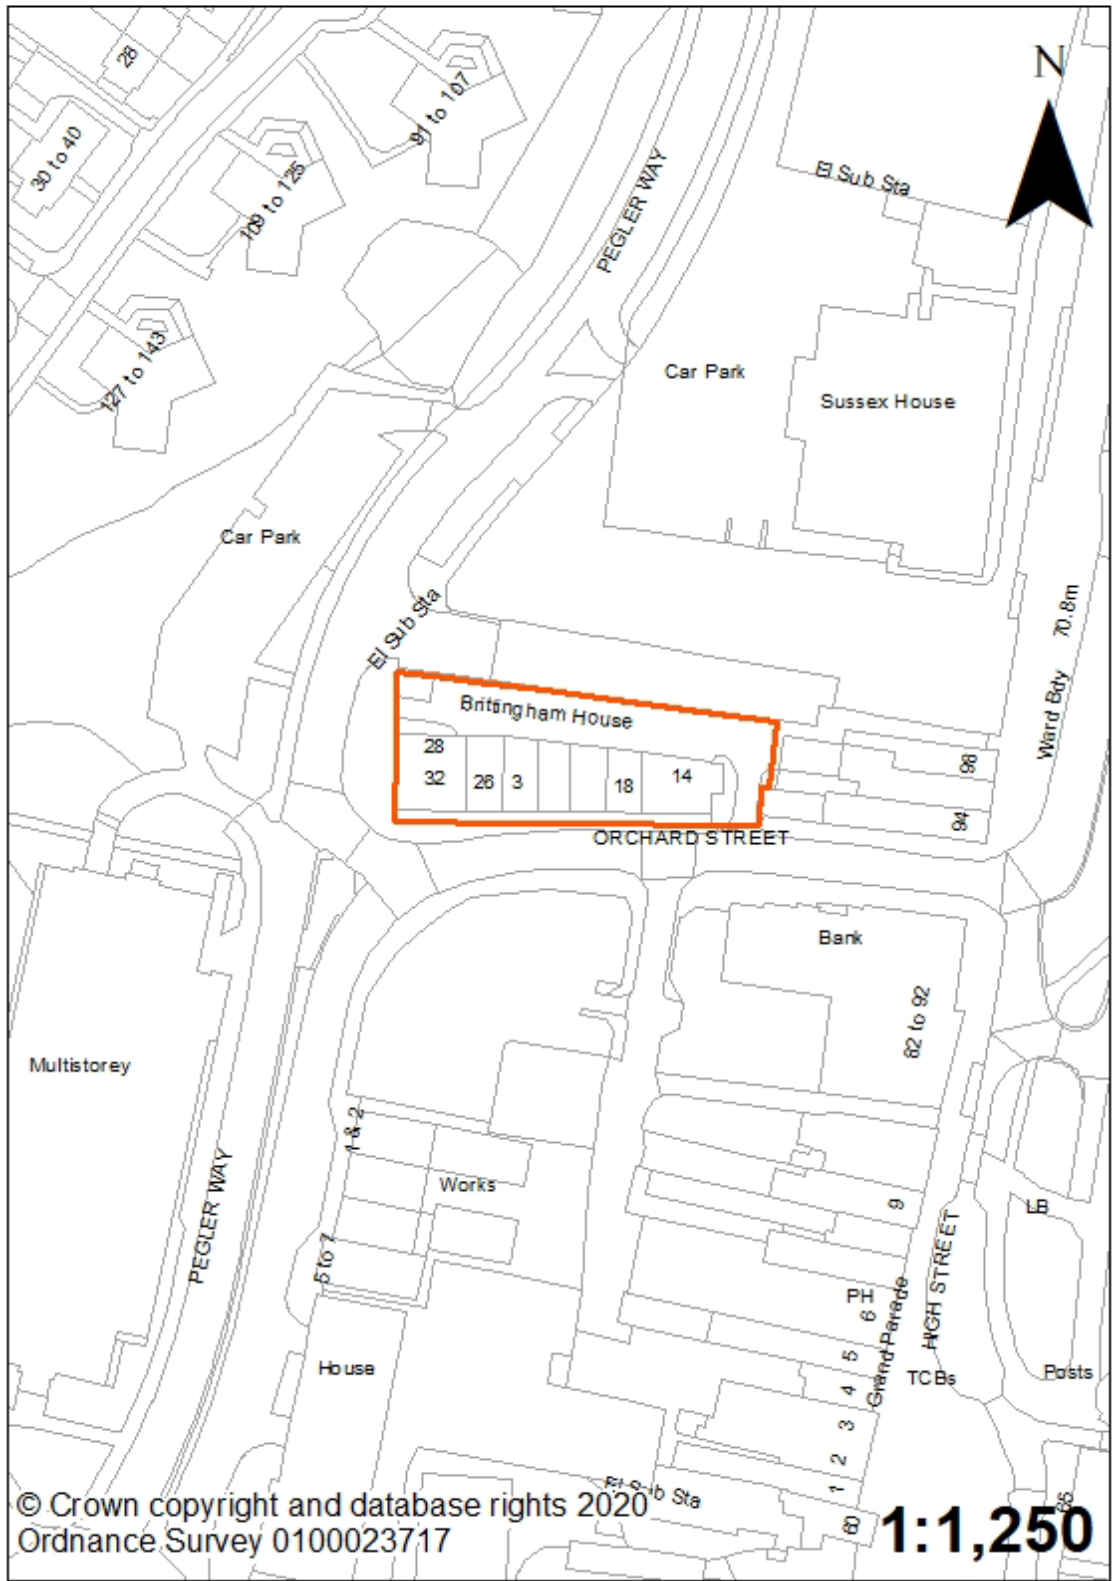 28
N
91 to 107
30 to 40
El Sub Sta
109 to 125
PEGLER WAY
127 to 143
Car Park
Sussex House
Car Park
El Sub Sta
70.8m
Brittingham House
Ward Bdy
28
32
26
3
18
14
98
94
ORCHARD STREET
Bank
82 to 92
Multistorey
1 & 2
Works
PEGLER WAY
9
LB
5 to 7
HIGH STREET
PH
6
Grand Parade
5
House
4
TCBs
Posts
3
2
1
El Sub Sta
60
65
© Crown copyright and database rights 2020
Ordnance Survey 0100023717
1:1,250